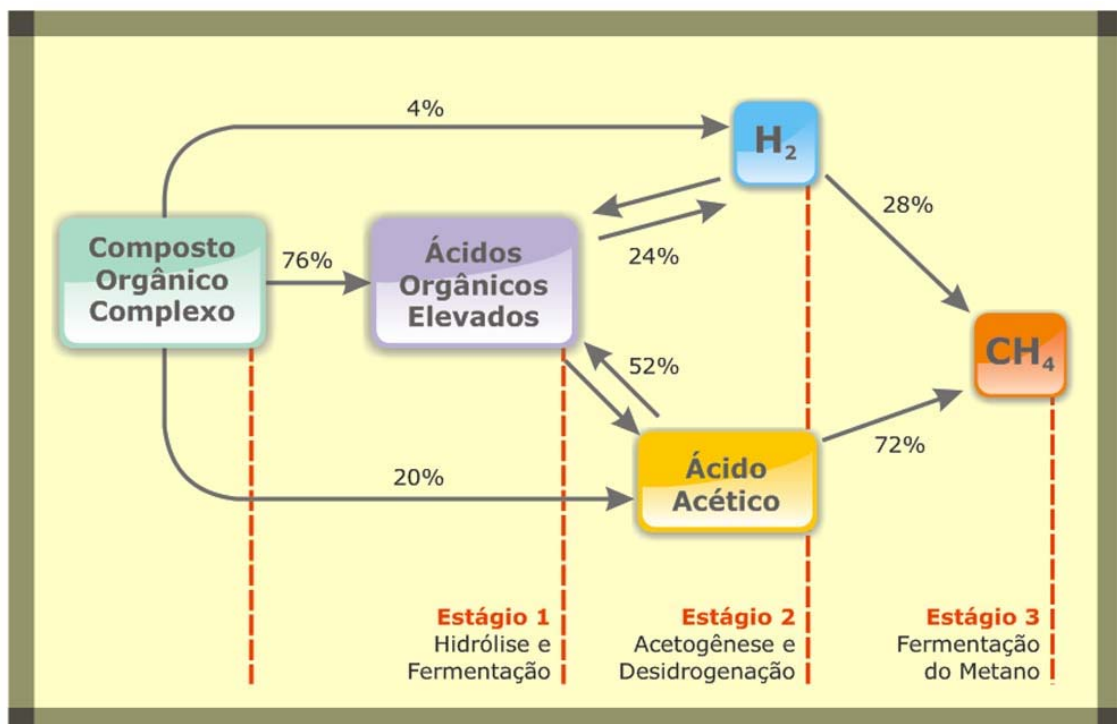 4%
H₂
28%
Composto
Orgânico
Complexo
76%
Ácidos
Orgânicos
Elevados
24%
CH₄
52%
72%
20%
Ácido
Acético
Estágio 1
Hidrólise e
Fermentação
Estágio 2
Acetogênese e
Desidrogenação
Estágio 3
Fermentação
do Metano